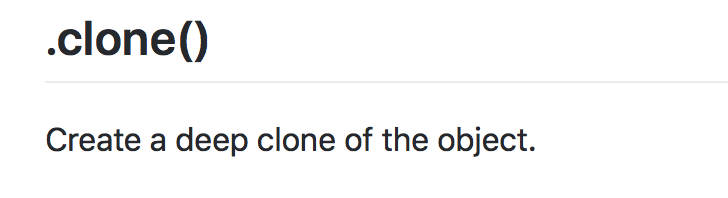 .clone()
Create a deep clone of the object.